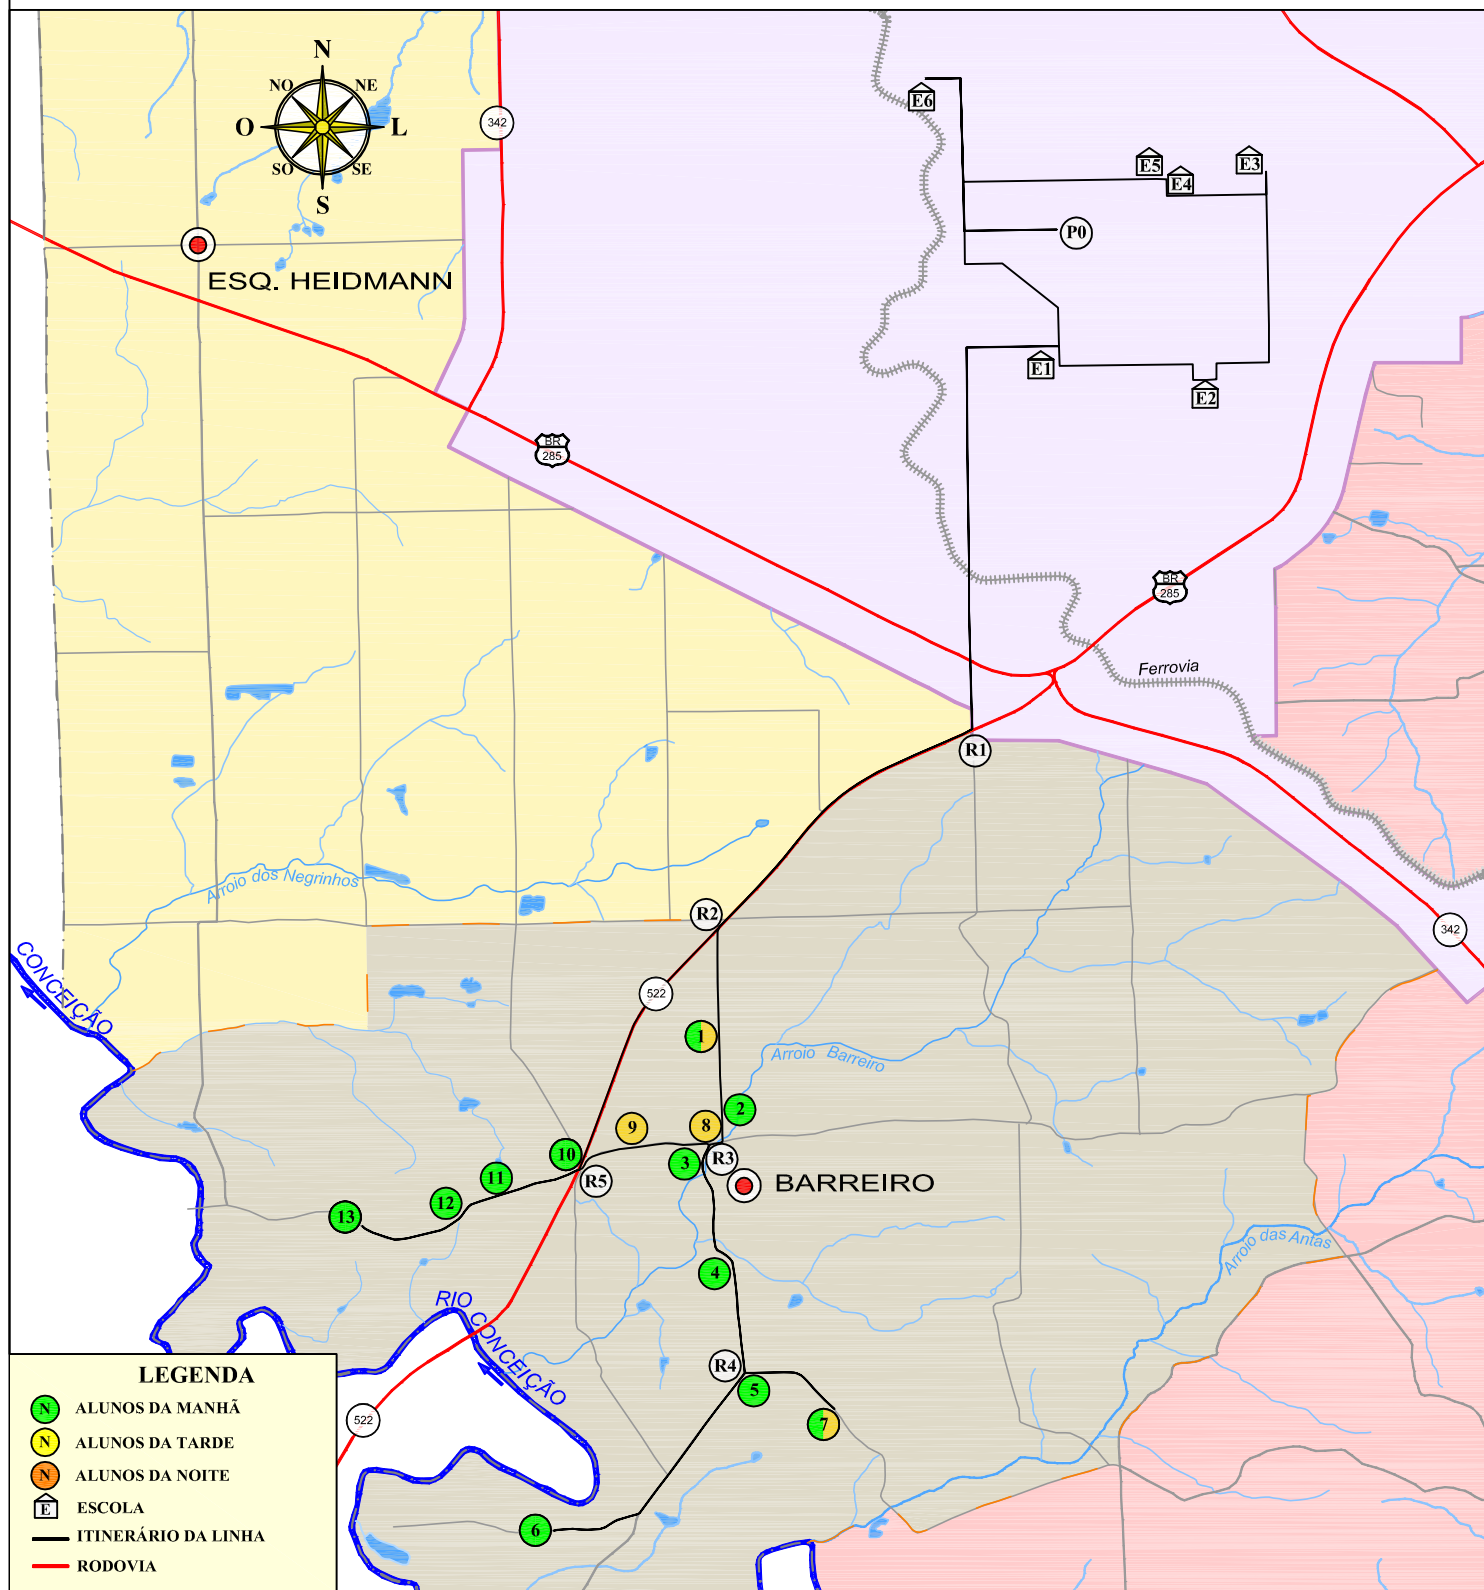 N
NO
NE
O
L
SO
SE
S
342
E6
E5
E4
E3
P0
ESQ. HEIDMANN
E1
E2
BR
285
BR
285
Ferrovia
R1
Arroio dos Negrinhos
R2
342
CONCEIÇÃO
522
1
Arroio Barreiro
2
8
9
10
3
R3
R5
11
BARREIRO
12
13
Arroio das Antas
4
RIO CONCEIÇÃO
R4
5
7
522
6
LEGENDA
N ALUNOS DA MANHÃ
N ALUNOS DA TARDE
N ALUNOS DA NOITE
E ESCOLA
ITINERÁRIO DA LINHA
RODOVIA